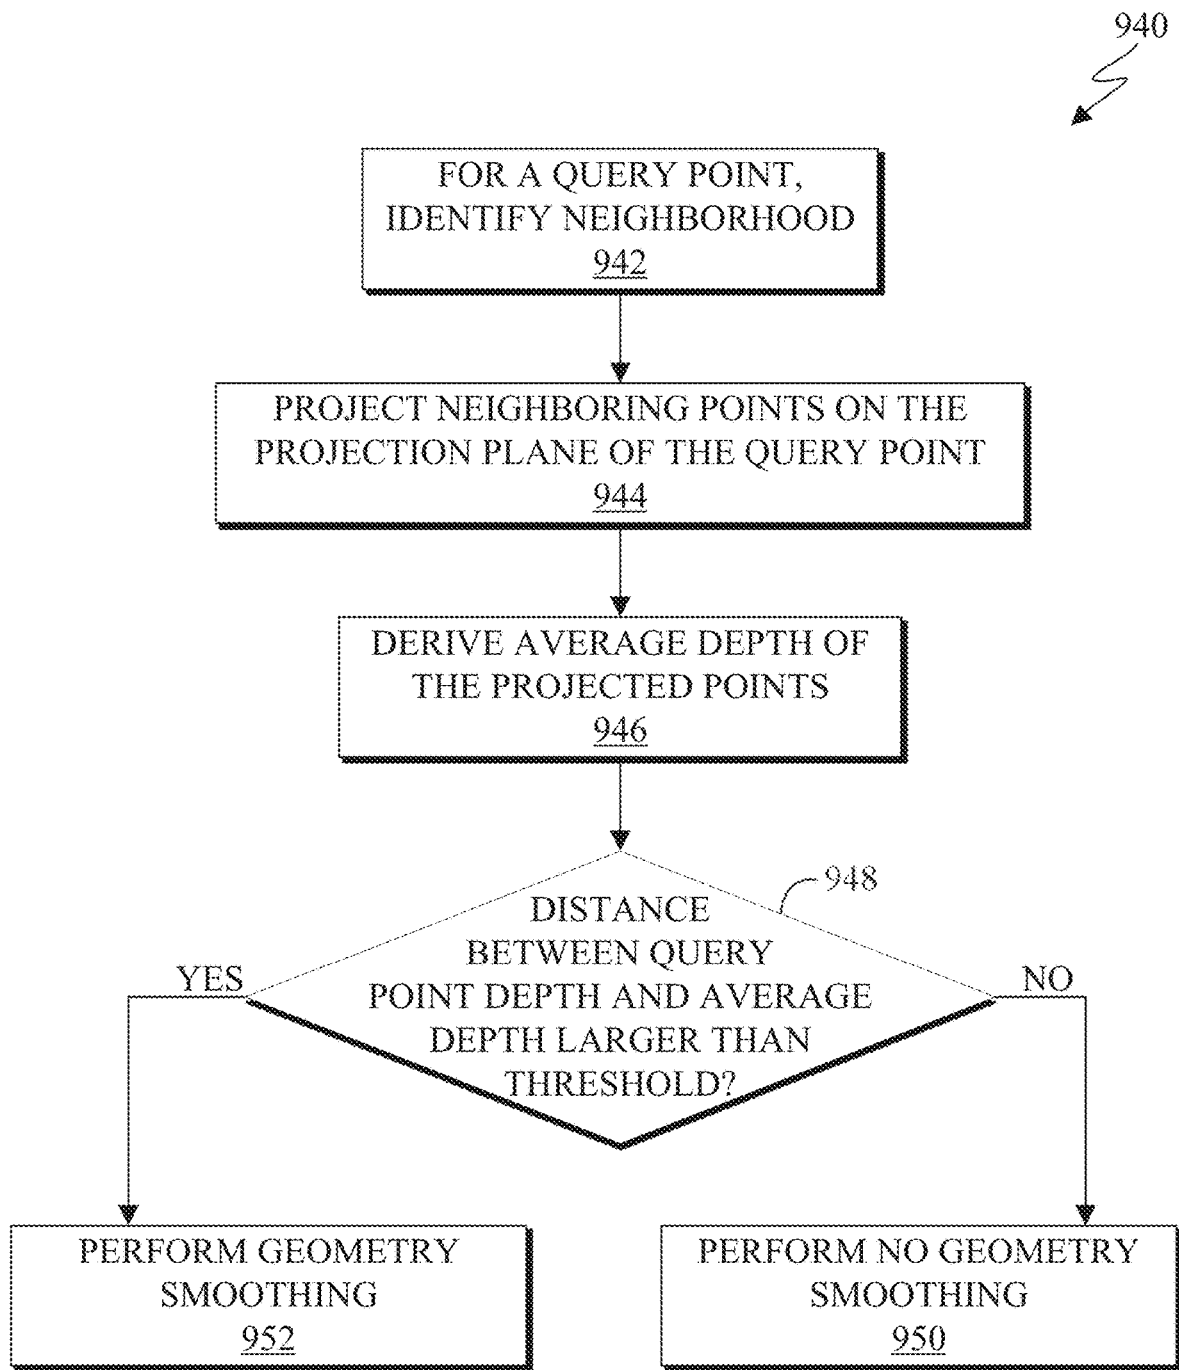 940
FOR A QUERY POINT,
IDENTIFY NEIGHBORHOOD
942
PROJECT NEIGHBORING POINTS ON THE
PROJECTION PLANE OF THE QUERY POINT
944
DERIVE AVERAGE DEPTH OF
THE PROJECTED POINTS
946
948
DISTANCE
BETWEEN QUERY
POINT DEPTH AND AVERAGE
DEPTH LARGER THAN
THRESHOLD?
YES
NO
PERFORM GEOMETRY
SMOOTHING
952
PERFORM NO GEOMETRY
SMOOTHING
950